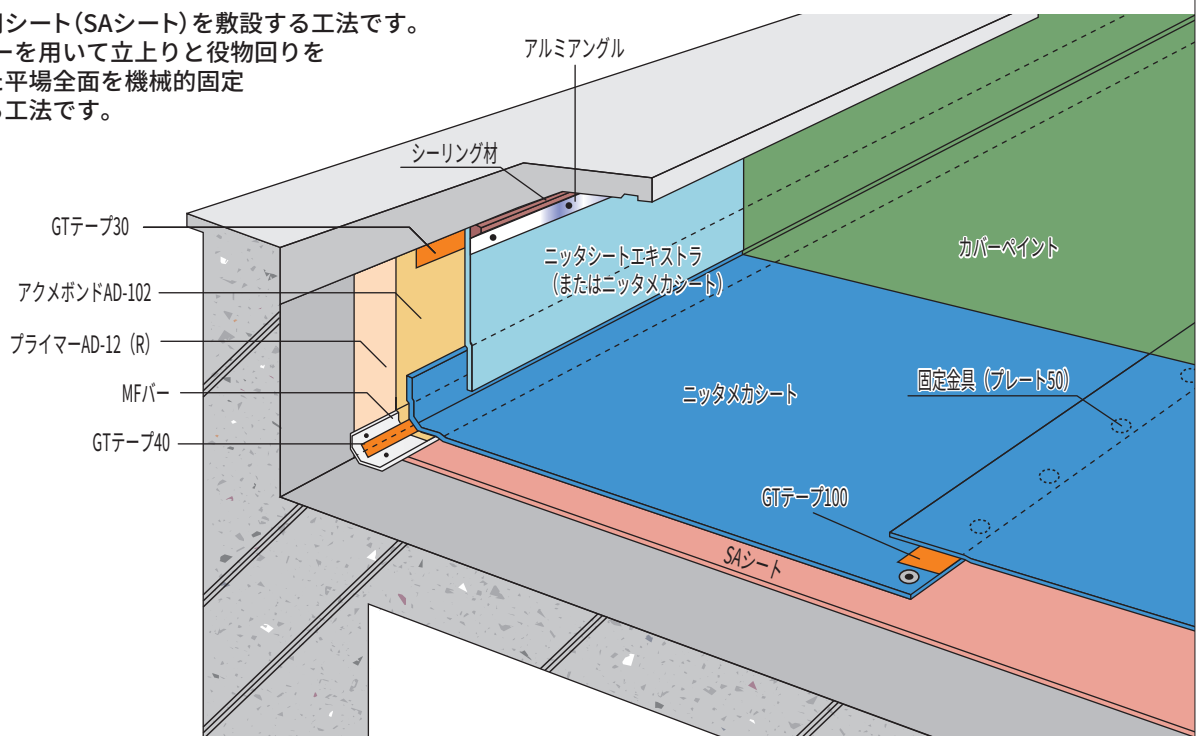 シート(SAシート)を敷設する工法です。
ーを用いて立上りと役物回りを
平場全面を機械的固定
工法です。
アルミアングル
シーリング材
GTテープ30
ニッタシートエキストラ
(またはニッタメカシート)
カバーペイント
アクメボンドAD-102
プライマーAD-12 (R)
MFバー
ニッタメカシート
固定金具 (プレート50)
GTテープ40
GTテープ100
SAシート